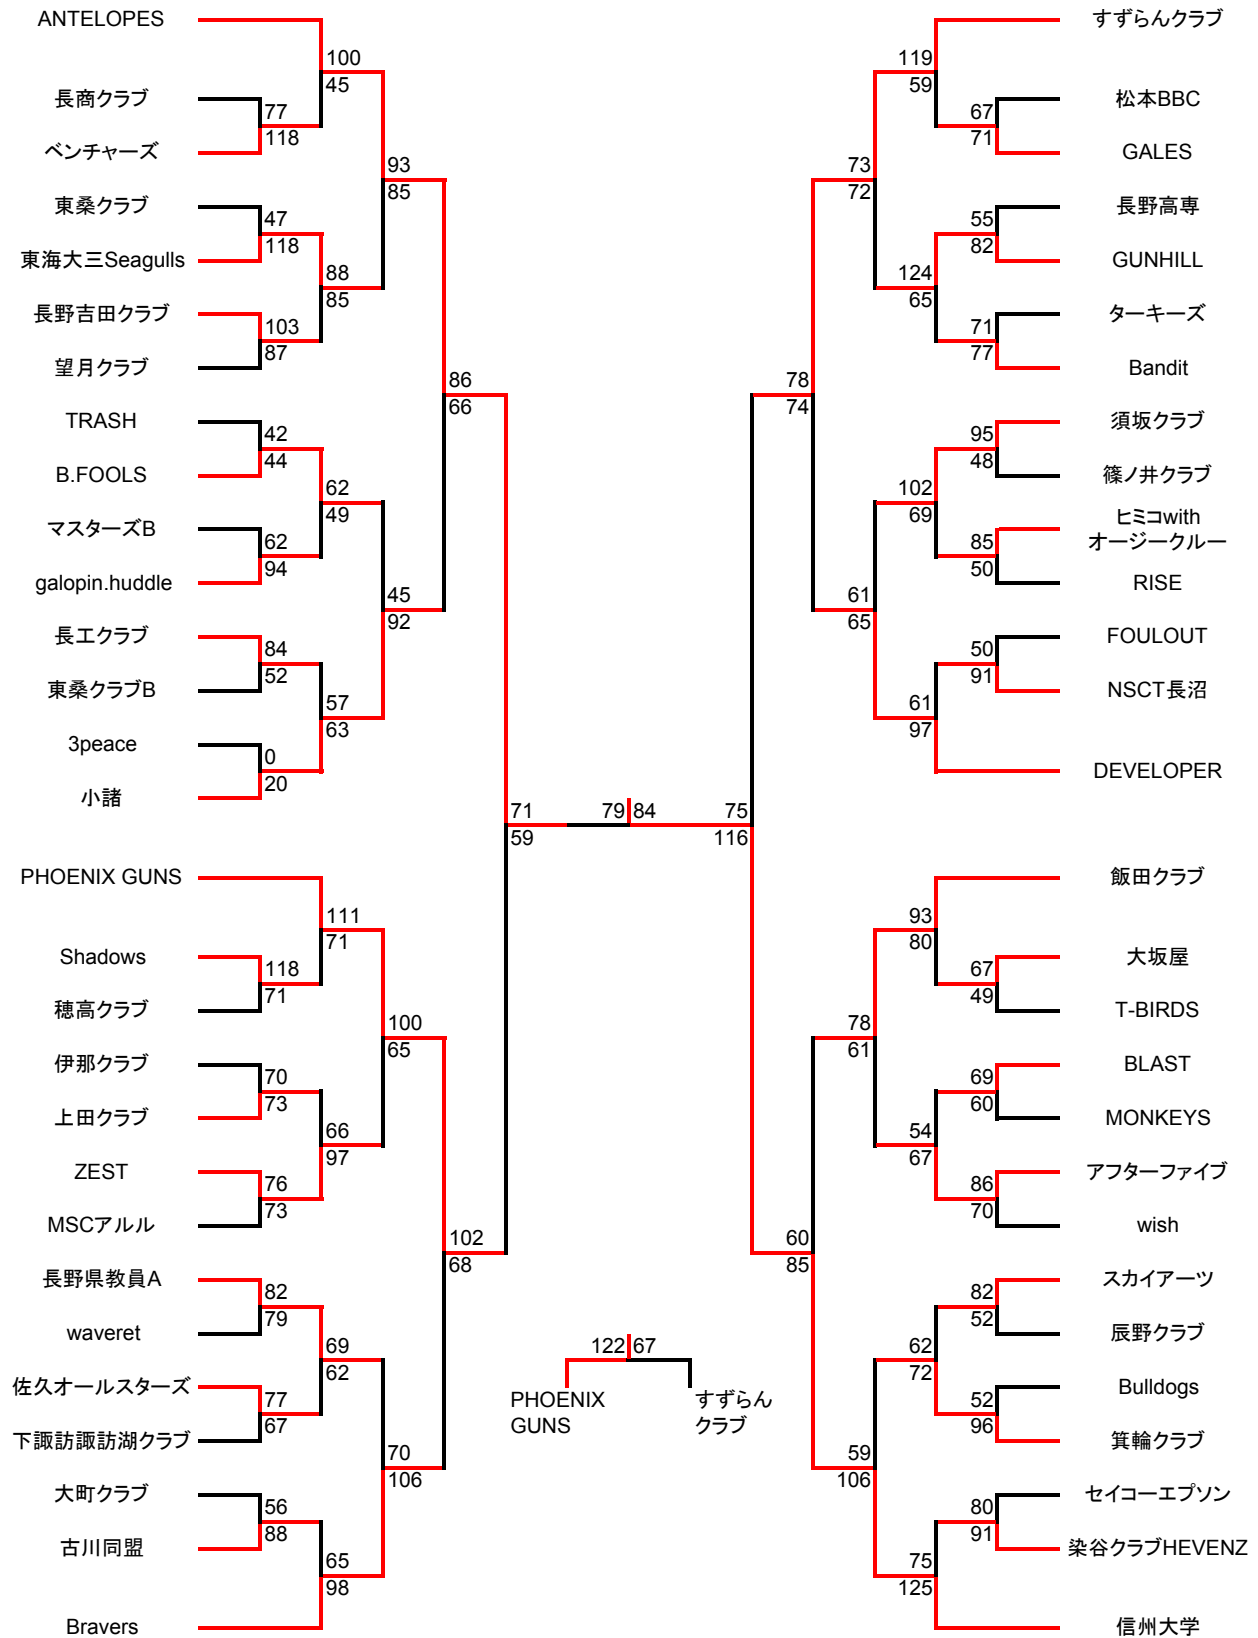 ANTELOPES
100
45
長商クラブ
77
118
ベンチャーズ
93
85
東桑クラブ
47
118
東海大三Seagulls
88
85
長野吉田クラブ
103
87
望月クラブ
86
66
TRASH
42
44
B.FOOLS
62
49
マスターズB
62
94
galopin.huddle
45
92
長工クラブ
84
52
東桑クラブB
57
63
3peace
0
20
小諸
71
59
PHOENIX GUNS
111
71
Shadows
118
71
穂高クラブ
100
65
伊那クラブ
70
73
上田クラブ
66
97
ZEST
76
73
MSCアルル
102
68
長野県教員A
82
79
waveret
69
62
佐久オールスターズ
77
67
下諏訪諏訪湖クラブ
70
106
大町クラブ
56
88
古川同盟
65
98
Bravers
79 84
122 67
PHOENIX
GUNS
すずらん
クラブ
すずらんクラブ
119
59
松本BBC
67
71
GALES
73
72
長野高専
55
82
GUNHILL
124
65
ターキーズ
71
77
Bandit
78
74
須坂クラブ
95
48
篠ノ井クラブ
102
69
ヒミコwith
オージークルー
85
50
RISE
61
65
FOULOUT
50
91
NSCT長沼
61
97
DEVELOPER
75
116
飯田クラブ
93
80
大坂屋
67
49
T-BIRDS
78
61
BLAST
69
60
MONKEYS
54
67
アフターファイブ
86
70
wish
60
85
スカイアーツ
82
52
辰野クラブ
62
72
Bulldogs
52
96
箕輪クラブ
59
106
セイコーエプソン
80
91
染谷クラブHEVENZ
75
125
信州大学